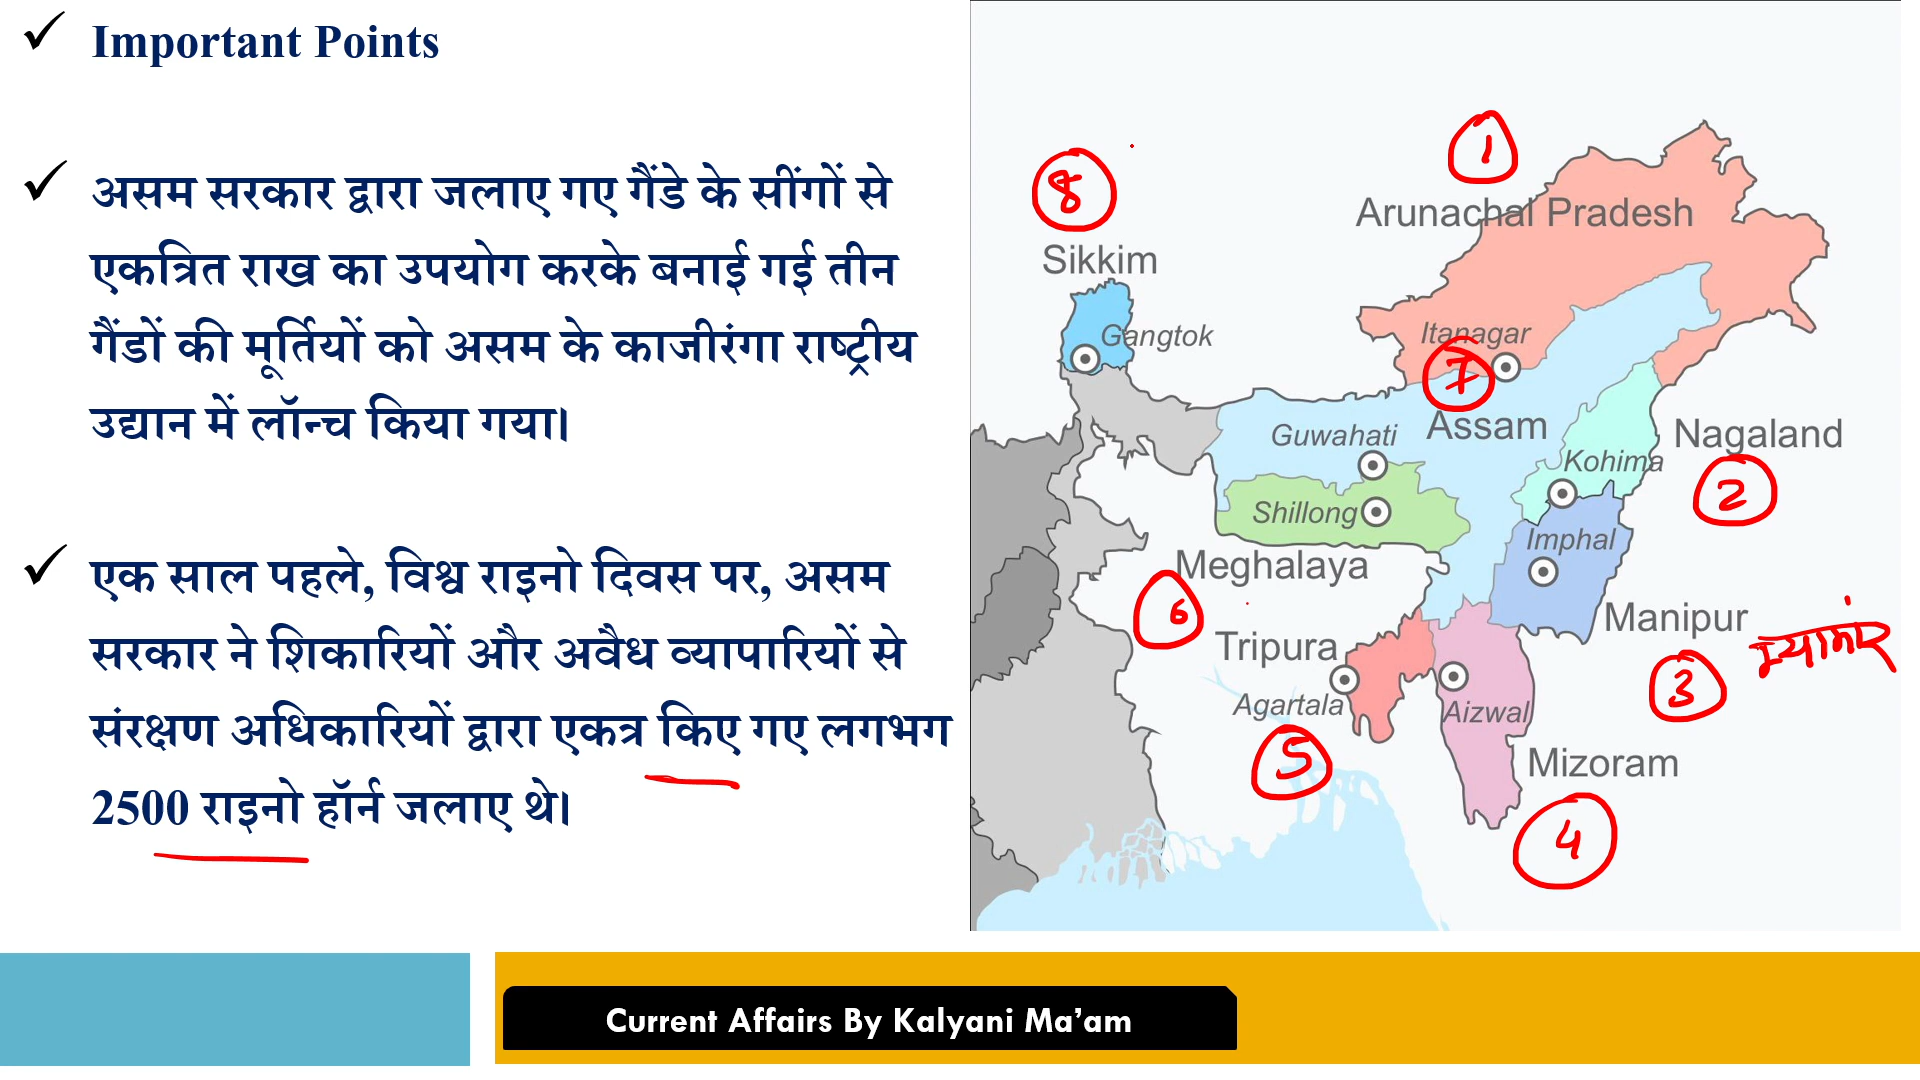 Important Points
असम सरकार द्वारा जलाए गए गैंडे के सींगों से
एकत्रित राख का उपयोग करके बनाई गई तीन
गैंडों की मूर्तियों को असम के काजीरंगा राष्ट्रीय
उद्यान में लॉन्च किया गया।
एक साल पहले, विश्व राइनो दिवस पर, असम
सरकार ने शिकारियों और अवैध व्यापारियों से
संरक्षण अधिकारियों द्वारा एकत्र किए गए लगभग
2500 राइनो हॉर्न जलाए थे।
1
Arunachal Pradesh
8
Sikkim
Gangtok
Itanagar
7
Assam
Guwahati
Nagaland
Kohima
2
Shillong
Imphal
Meghalaya
6
Manipur
म्यांमार
3
Tripura
Agartala
Aizwal
5
Mizoram
4
Current Affairs By Kalyani Ma’am